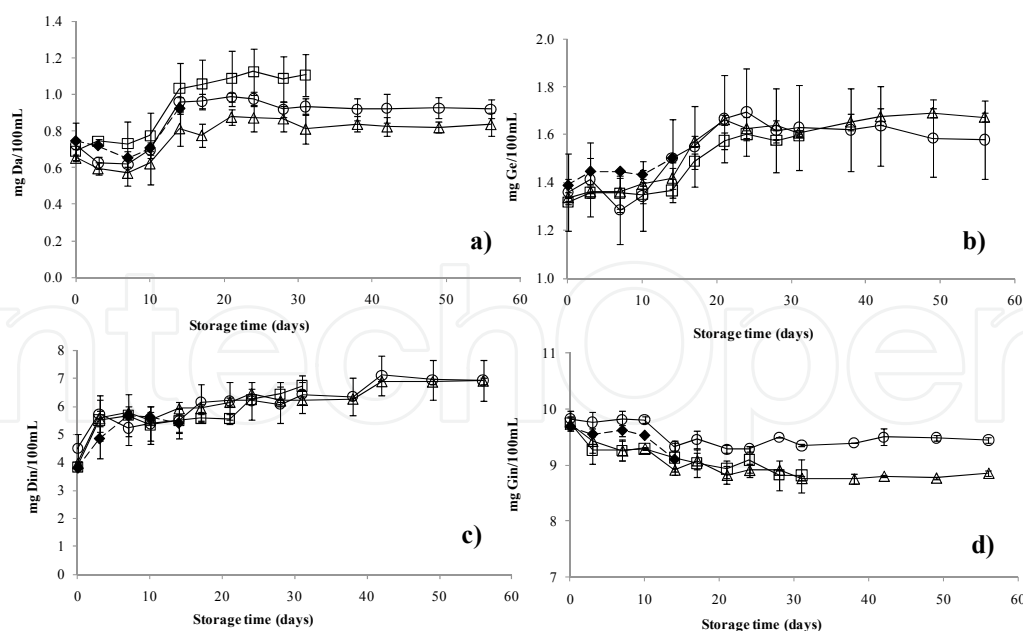 1.4
1.2
1.0
0.8
0.6
0.4
0.2
0.0
mg Da/100mL
a)
0 10 20 30 40 50 60
Storage time (days)
2.0
1.8
1.6
1.4
1.2
1.0
mg Ge/100mL
b)
0 10 20 30 40 50 60
Storage time (days)
8
7
6
5
4
3
2
1
0
mg Din/100mL
c)
0 10 20 30 40 50 60
Storage time (days)
11
10
9
8
7
mg Gin/100mL
d)
0 10 20 30 40 50 60
Storage time (days)
ntechOpen